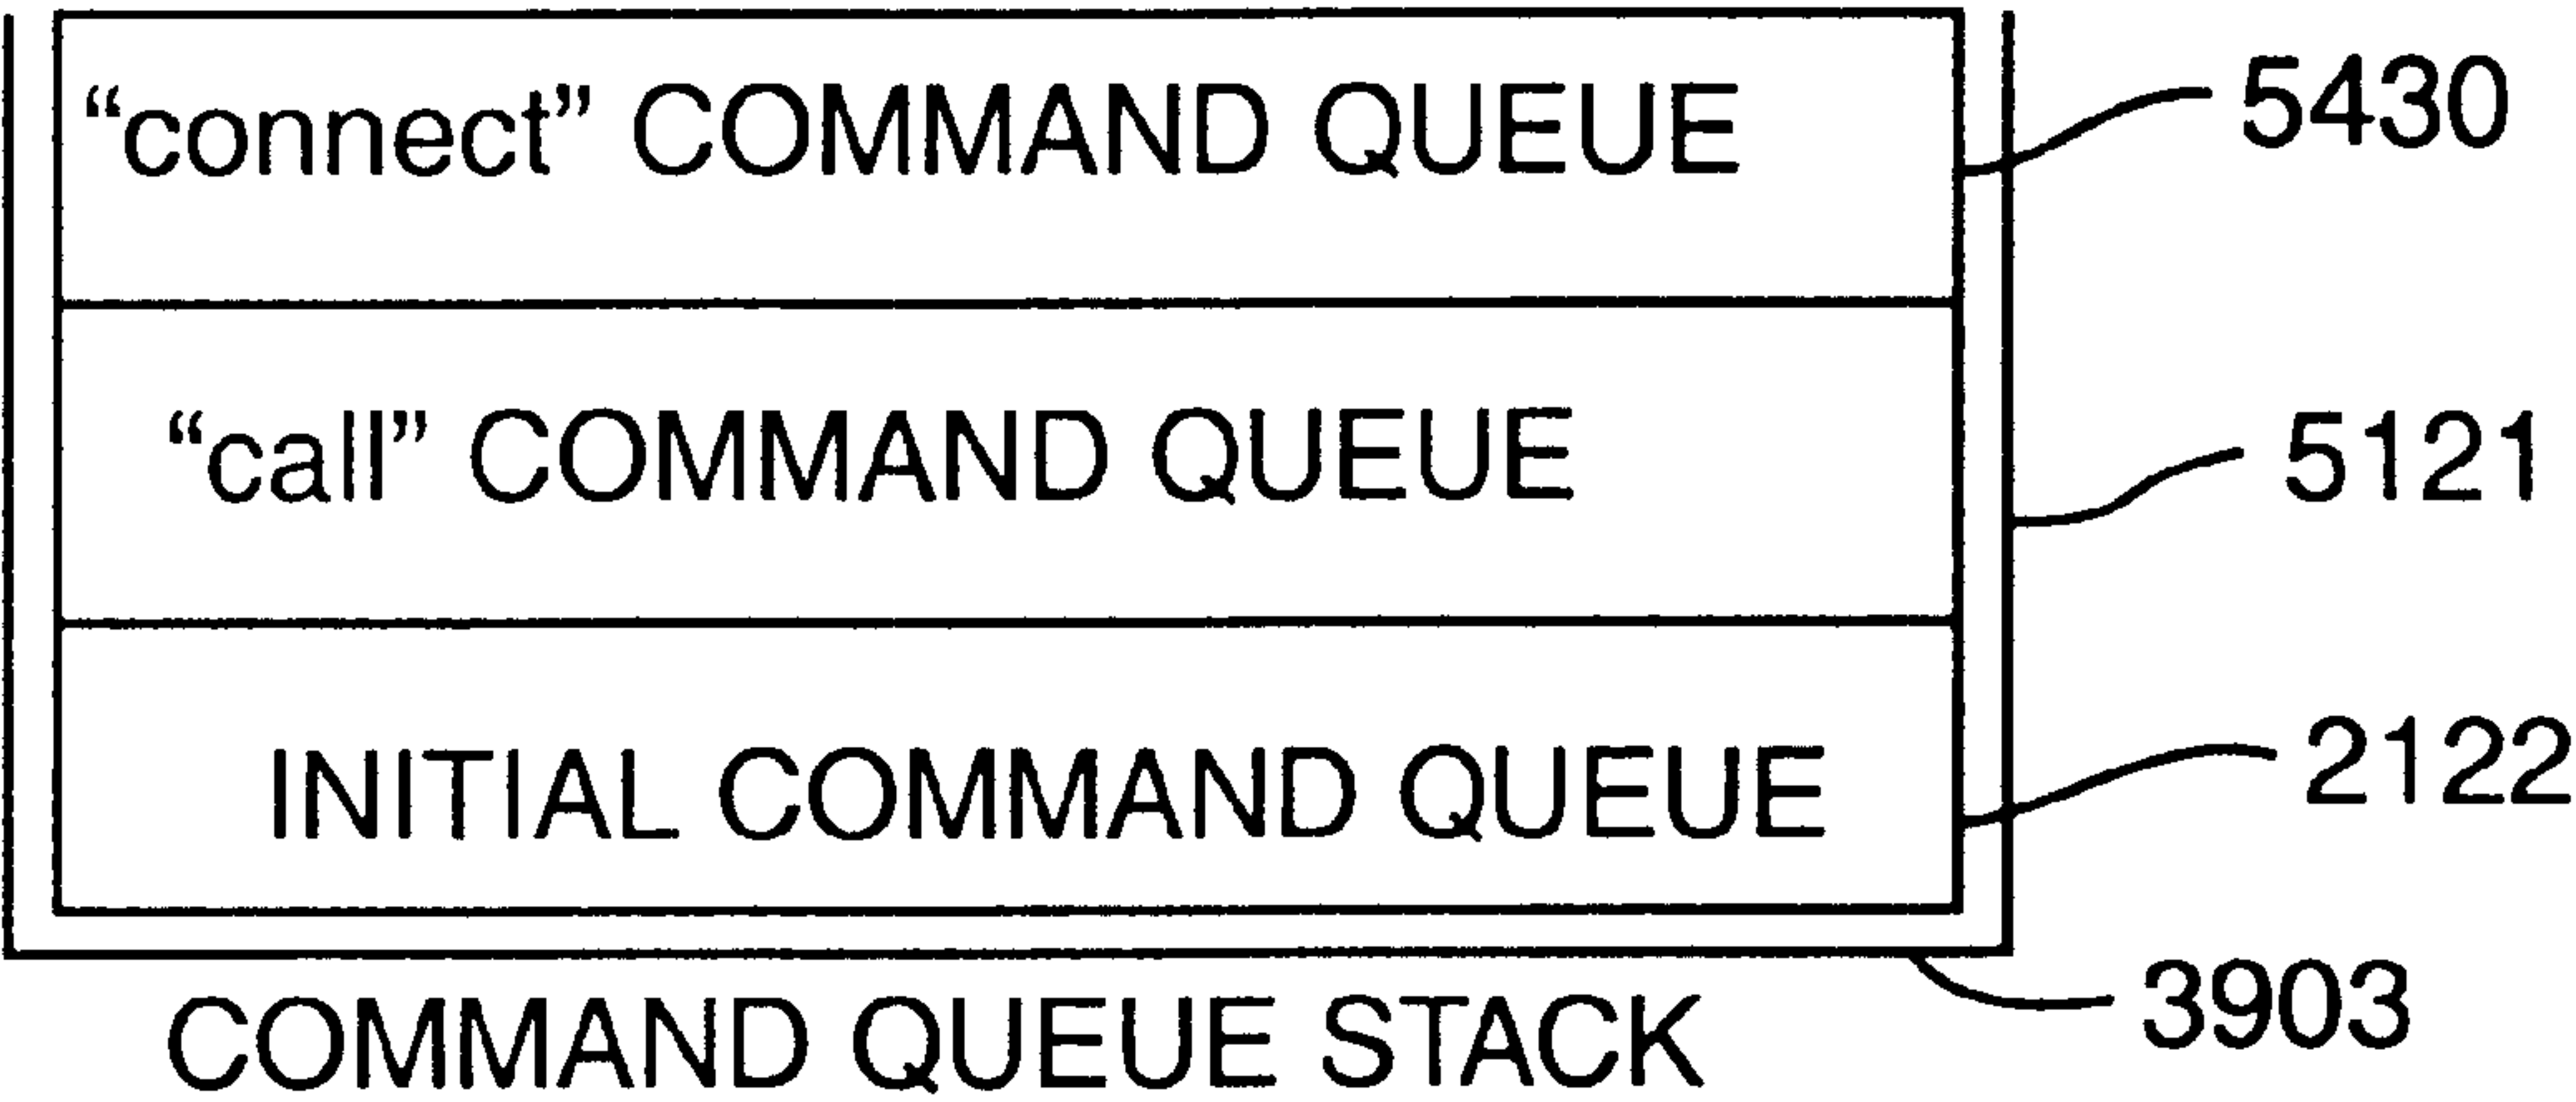 “connect” COMMAND QUEUE 5430
“call” COMMAND QUEUE 5121
INITIAL COMMAND QUEUE 2122
3903
COMMAND QUEUE STACK